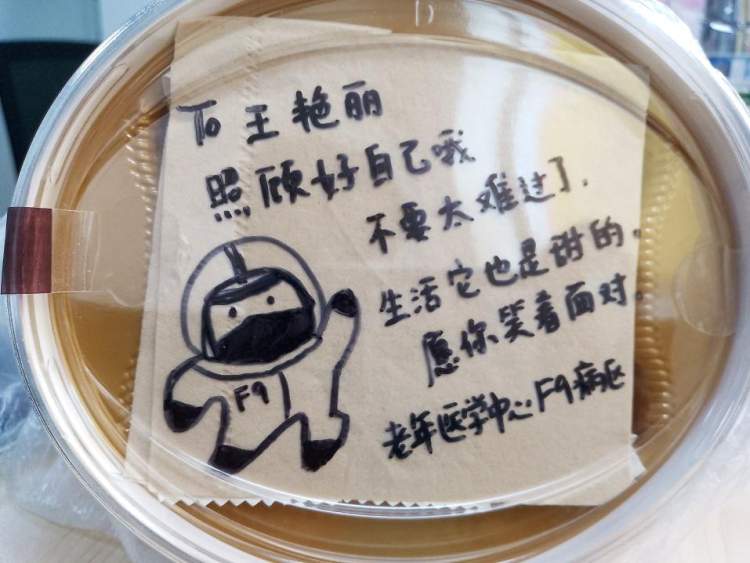 To 王艳丽
照顾好自己哦
不要太难过了.
生活它也是甜的。
愿你笑着面对。
老年医学中心F9病区
F9